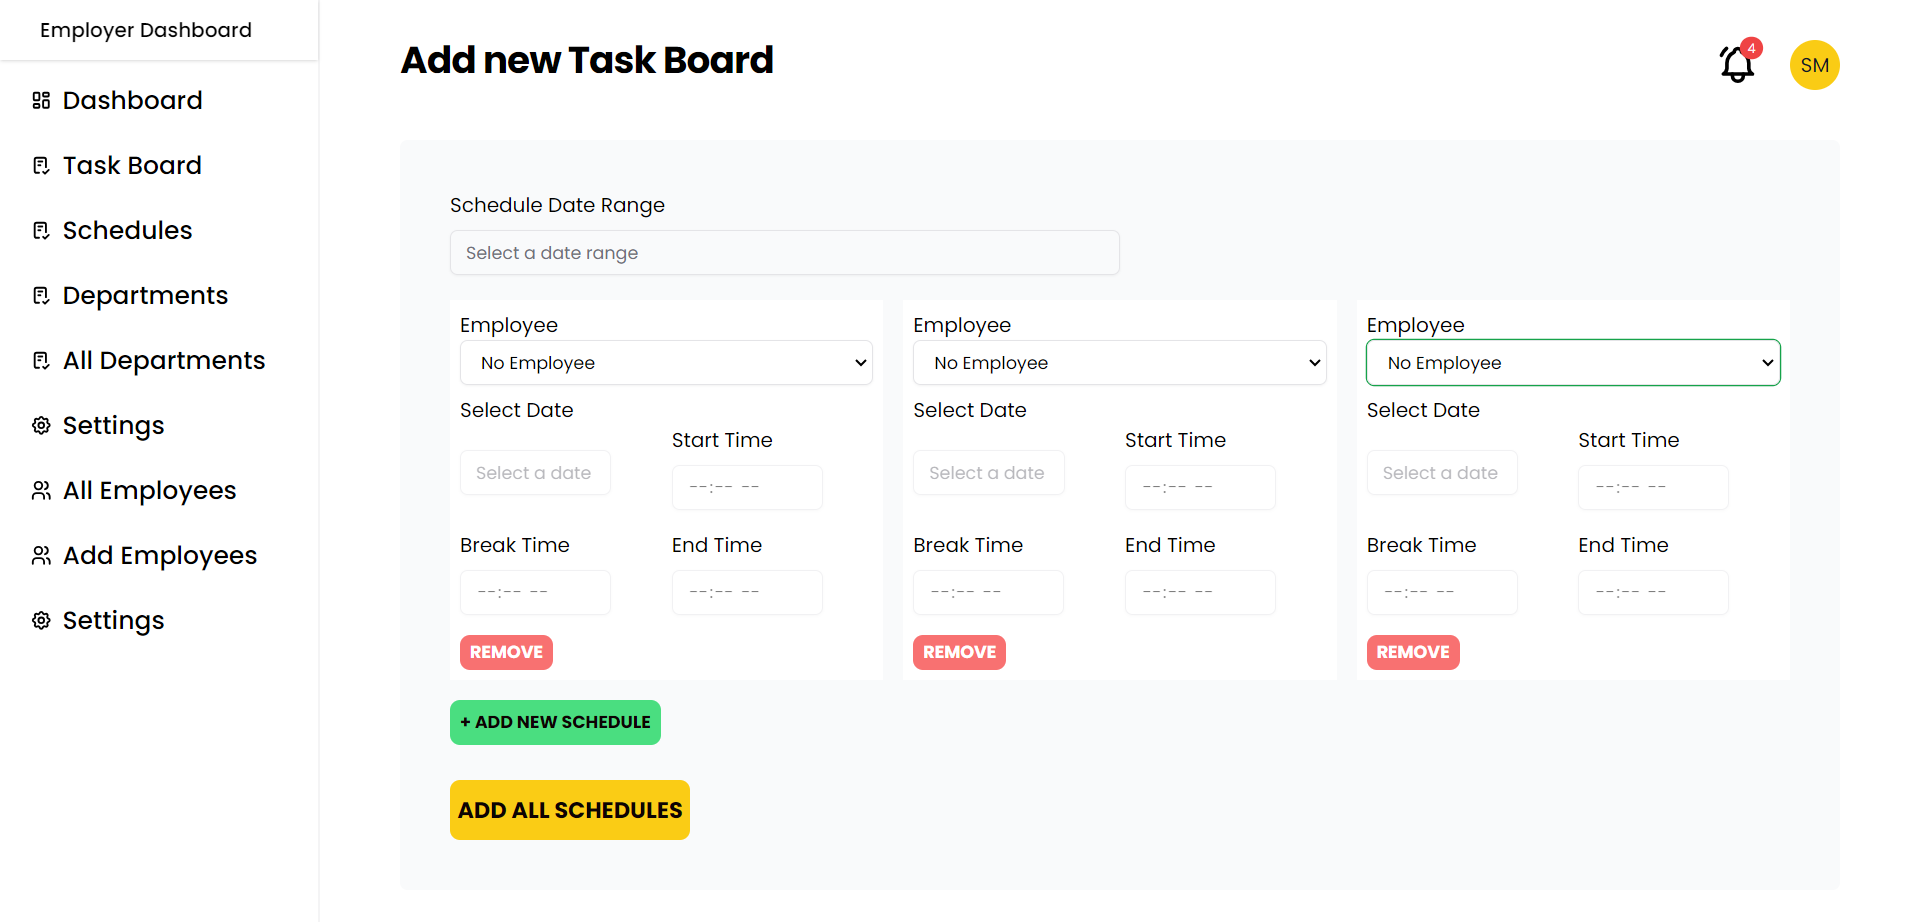 Employer Dashboard
Dashboard
Task Board
Schedules
Departments
All Departments
Settings
All Employees
Add Employees
Settings
Add new Task Board
4
SM
Schedule Date Range
Select a date range
Employee
No Employee
Select Date
Select a date
Start Time
--:-- --
Break Time
--:-- --
End Time
--:-- --
REMOVE
Employee
No Employee
Select Date
Select a date
Start Time
--:-- --
Break Time
--:-- --
End Time
--:-- --
REMOVE
Employee
No Employee
Select Date
Select a date
Start Time
--:-- --
Break Time
--:-- --
End Time
--:-- --
REMOVE
+ ADD NEW SCHEDULE
ADD ALL SCHEDULES